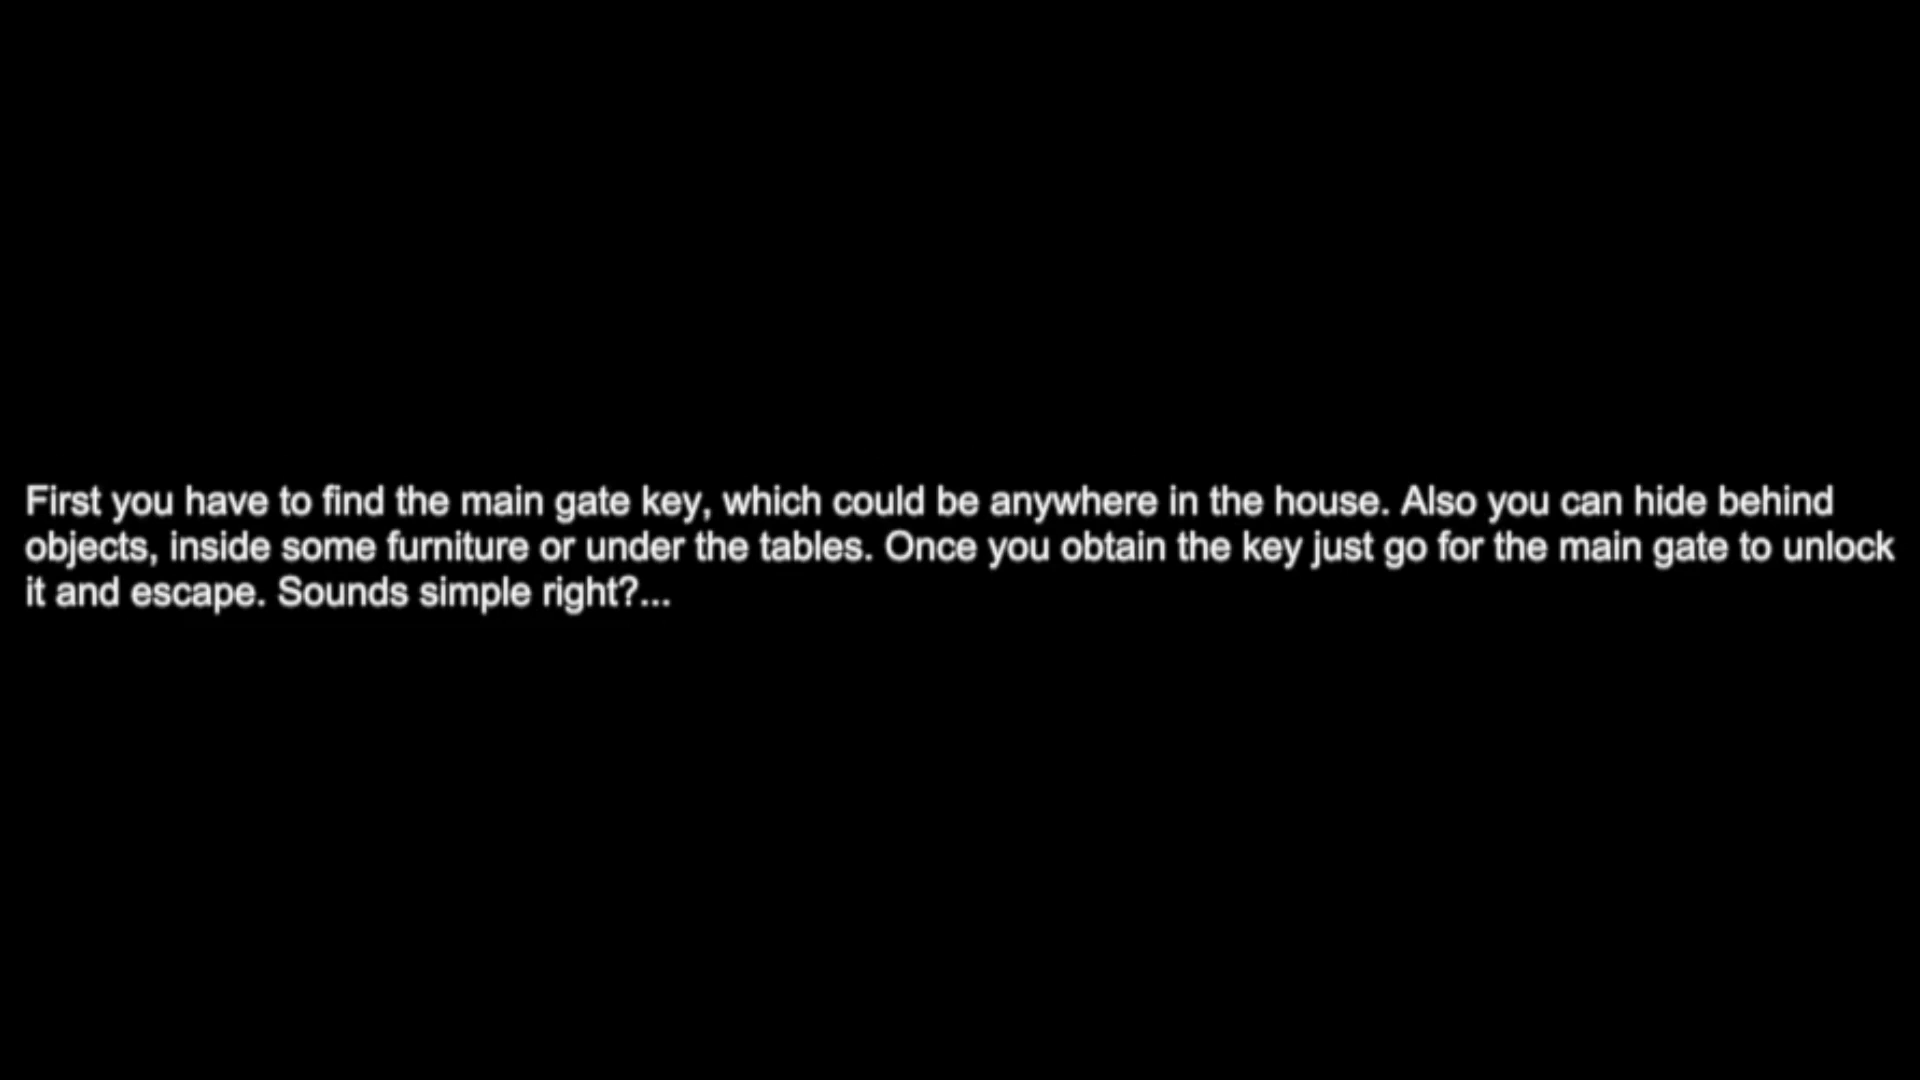 First you have to find the main gate key, which could be anywhere in the house. Also you can hide behind
objects, inside some furniture or under the tables. Once you obtain the key just go for the main gate to unlock
it and escape. Sounds simple right?...